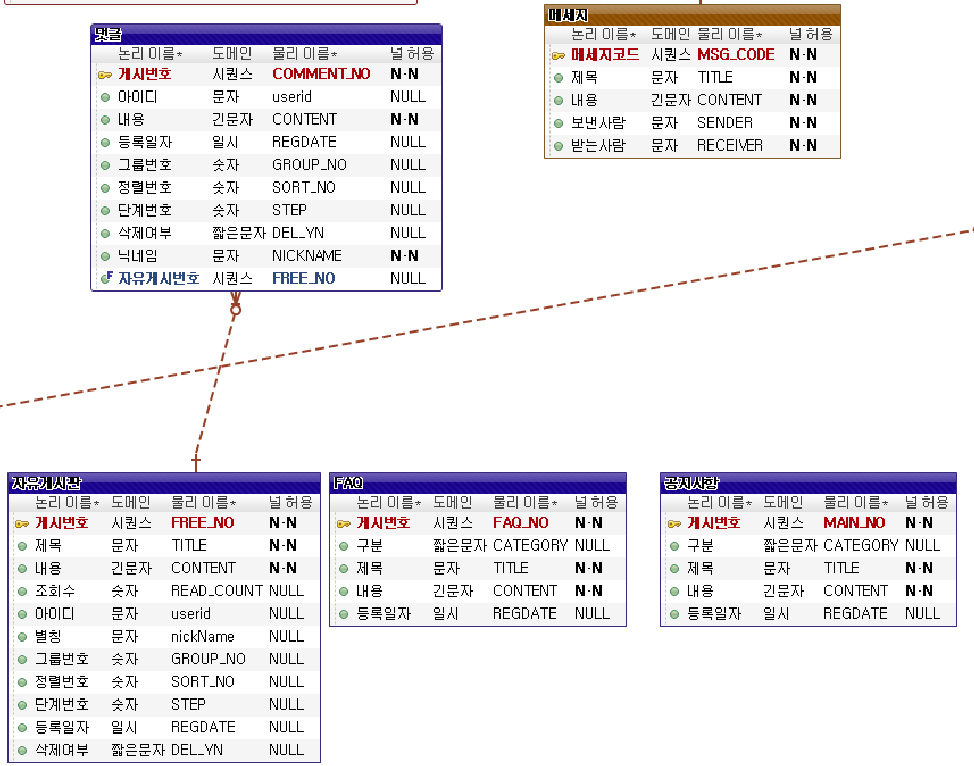 댓글
논리 이름* 도메인 물리 이름* 널 허용
게시번호 시퀀스 COMMENT_NO N·N
아이디 문자 userid NULL
내용 긴문자 CONTENT N·N
등록일자 일시 REGDATE NULL
그룹번호 숫자 GROUP_NO NULL
정렬번호 숫자 SORT_NO NULL
단계번호 숫자 STEP NULL
삭제여부 짧은문자 DEL_YN NULL
닉네임 문자 NICKNAME N·N
F 자유게시번호 시퀀스 FREE_NO NULL
메세지
논리 이름* 도메인 물리 이름* 널 허용
메세지코드 시퀀스 MSG_CODE N·N
제목 문자 TITLE N·N
내용 긴문자 CONTENT N·N
보낸사람 문자 SENDER N·N
받는사람 문자 RECEIVER N·N
자유게시판
논리 이름* 도메인 물리 이름* 널 허용
게시번호 시퀀스 FREE_NO N·N
제목 문자 TITLE N·N
내용 긴문자 CONTENT N·N
조회수 숫자 READ_COUNT NULL
아이디 문자 userid NULL
별칭 문자 nickName NULL
그룹번호 숫자 GROUP_NO NULL
정렬번호 숫자 SORT_NO NULL
단계번호 숫자 STEP NULL
등록일자 일시 REGDATE NULL
삭제여부 짧은문자 DEL_YN NULL
FAQ
논리 이름* 도메인 물리 이름* 널 허용
게시번호 시퀀스 FAQ_NO N·N
구분 짧은문자 CATEGORY NULL
제목 문자 TITLE N·N
내용 긴문자 CONTENT N·N
등록일자 일시 REGDATE NULL
공지사항
논리 이름* 도메인 물리 이름* 널 허용
게시번호 시퀀스 MAIN_NO N·N
구분 짧은문자 CATEGORY NULL
제목 문자 TITLE N·N
내용 긴문자 CONTENT N·N
등록일자 일시 REGDATE NULL